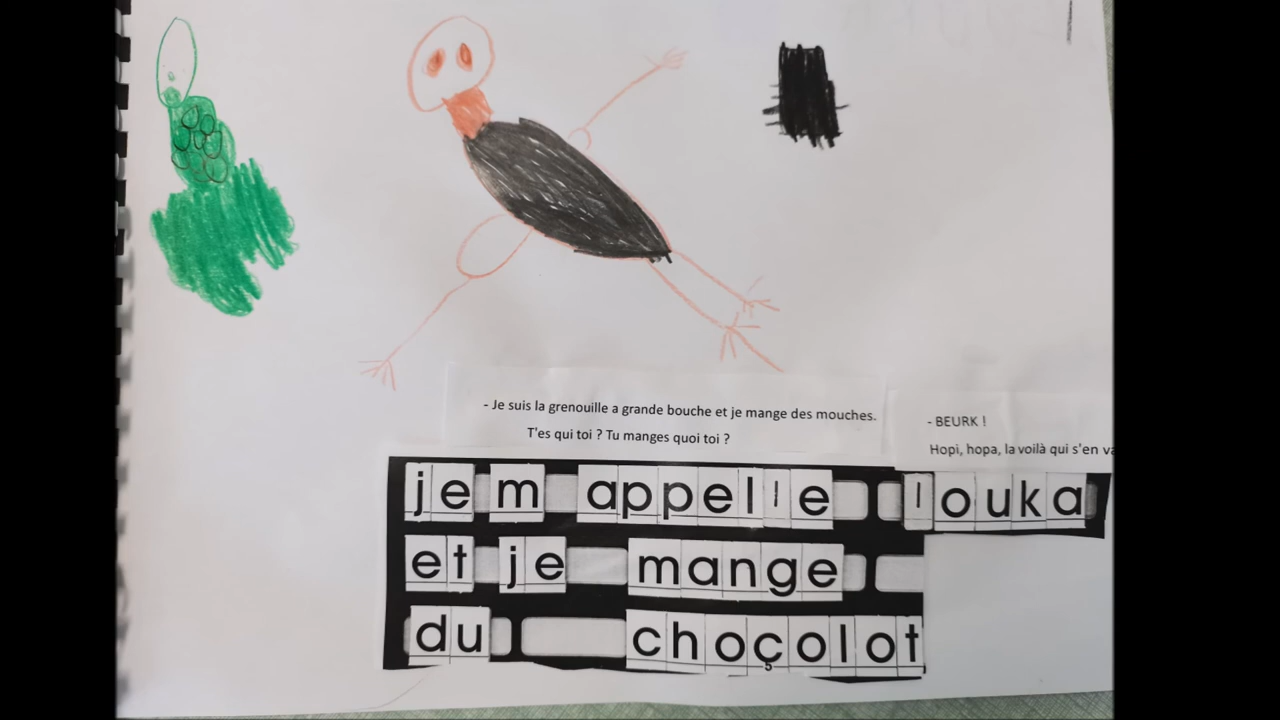 - Je suis la grenouille a grande bouche et je mange des mouches.
T'es qui toi ? Tu manges quoi toi ?
- BEURK !
Hopi, hopa, la voilà qui s'en va
je m appelle louka
et je mange
du choçolot